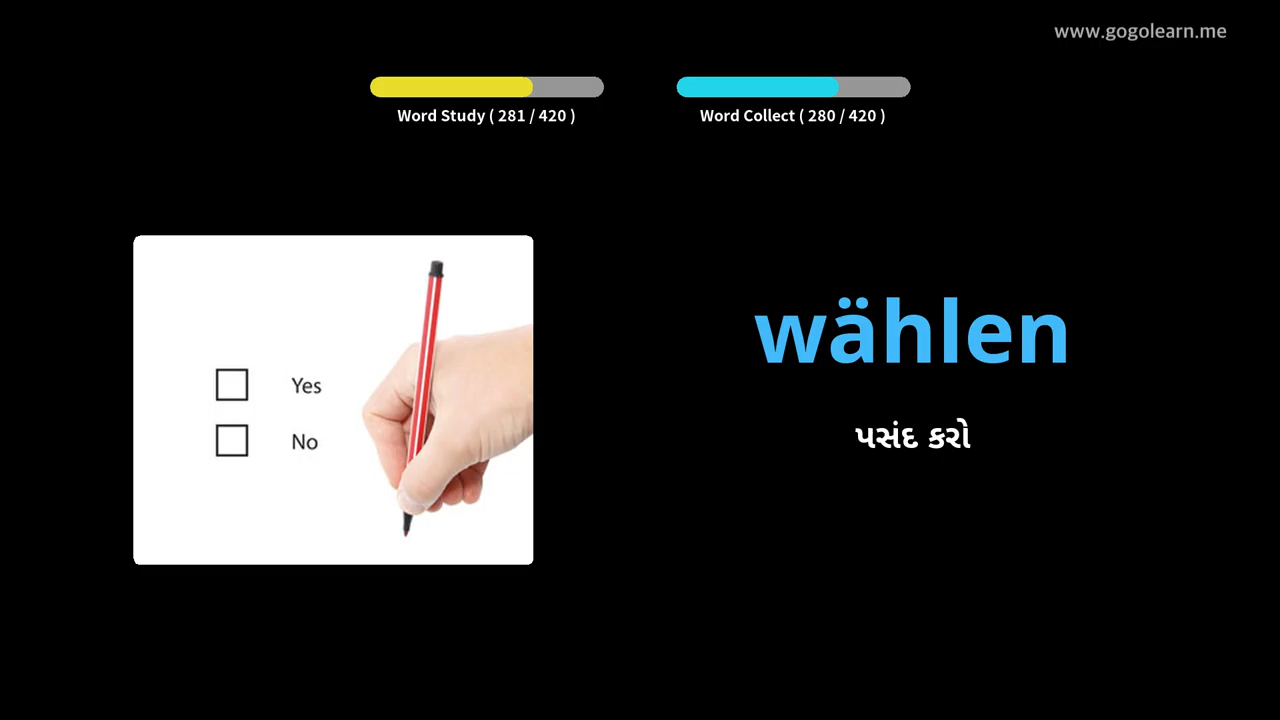 www.gogolearn.me
Word Study ( 281 / 420 )
Word Collect ( 280 / 420 )
Yes
No
wählen
પસંદ કરો